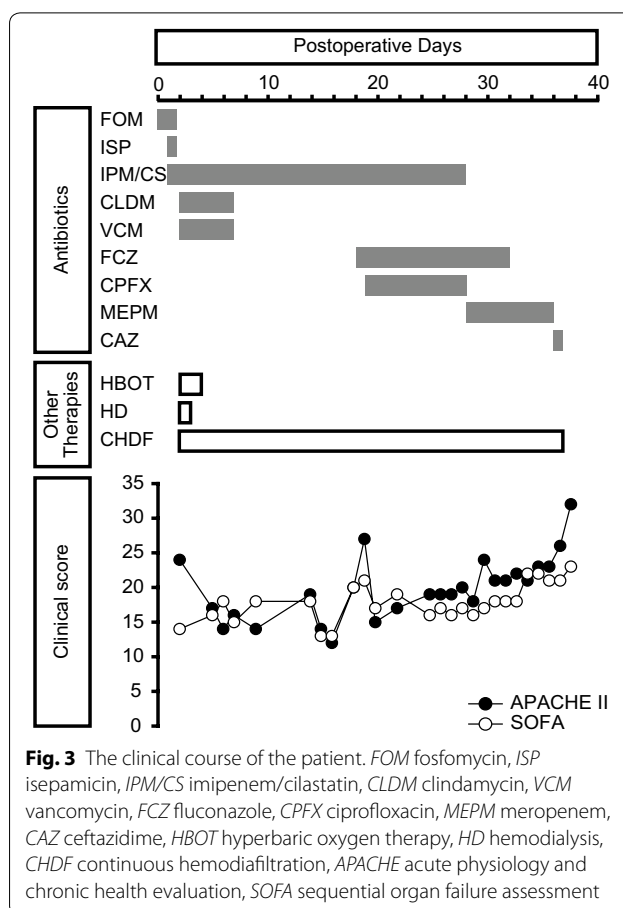 Postoperative Days
0 10 20 30 40
Antibiotics
FOM
ISP
IPM/CS
CLDM
VCM
FCZ
CPFX
MEPM
CAZ
Other
Therapies
HBOT
HD
CHDF
Clinical score
35
30
25
20
15
10
5
0
APACHE II
SOFA
Fig. 3 The clinical course of the patient. FOM fosfomycin, ISP
isepamicin, IPM/CS imipenem/cilastatin, CLDM clindamycin, VCM
vancomycin, FCZ fluconazole, CPFX ciprofloxacin, MEPM meropenem,
CAZ ceftazidime, HBOT hyperbaric oxygen therapy, HD hemodialysis,
CHDF continuous hemodiafiltration, APACHE acute physiology and
chronic health evaluation, SOFA sequential organ failure assessment